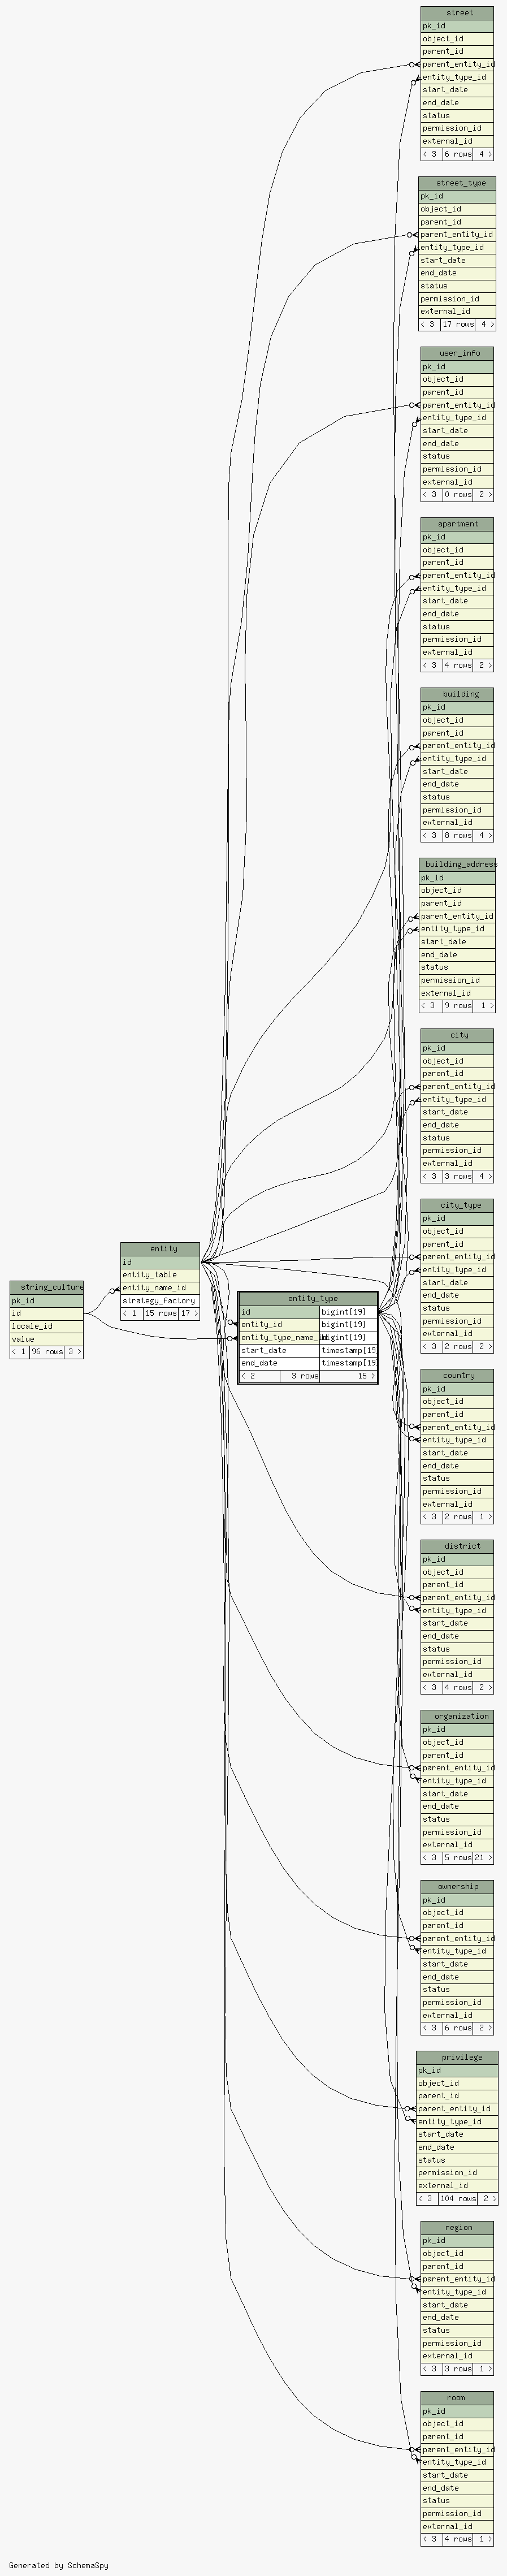 street
pk_id
object_id
parent_id
parent_entity_id
entity_type_id
start_date
end_date
status
permission_id
external_id
< 3 6 rows 4 >
street_type
pk_id
object_id
parent_id
parent_entity_id
entity_type_id
start_date
end_date
status
permission_id
external_id
< 3 17 rows 4 >
user_info
pk_id
object_id
parent_id
parent_entity_id
entity_type_id
start_date
end_date
status
permission_id
external_id
< 3 0 rows 2 >
apartment
pk_id
object_id
parent_id
parent_entity_id
entity_type_id
start_date
end_date
status
permission_id
external_id
< 3 4 rows 2 >
building
pk_id
object_id
parent_id
parent_entity_id
entity_type_id
start_date
end_date
status
permission_id
external_id
< 3 8 rows 4 >
building_address
pk_id
object_id
parent_id
parent_entity_id
entity_type_id
start_date
end_date
status
permission_id
external_id
< 3 9 rows 1 >
city
pk_id
object_id
parent_id
parent_entity_id
entity_type_id
start_date
end_date
status
permission_id
external_id
< 3 3 rows 4 >
city_type
pk_id
object_id
parent_id
parent_entity_id
entity_type_id
start_date
end_date
status
permission_id
external_id
< 3 2 rows 2 >
entity
id
entity_table
entity_name_id
strategy_factory
< 1 15 rows 17 >
string_culture
pk_id
id
locale_id
value
< 1 96 rows 3 >
entity_type
id bigint[19]
entity_id bigint[19]
entity_type_name_id bigint[19]
start_date timestamp[19]
end_date timestamp[19]
< 2 3 rows 15 >
country
pk_id
object_id
parent_id
parent_entity_id
entity_type_id
start_date
end_date
status
permission_id
external_id
< 3 2 rows 1 >
district
pk_id
object_id
parent_id
parent_entity_id
entity_type_id
start_date
end_date
status
permission_id
external_id
< 3 4 rows 2 >
organization
pk_id
object_id
parent_id
parent_entity_id
entity_type_id
start_date
end_date
status
permission_id
external_id
< 3 5 rows 21 >
ownership
pk_id
object_id
parent_id
parent_entity_id
entity_type_id
start_date
end_date
status
permission_id
external_id
< 3 6 rows 2 >
privilege
pk_id
object_id
parent_id
parent_entity_id
entity_type_id
start_date
end_date
status
permission_id
external_id
< 3 104 rows 2 >
region
pk_id
object_id
parent_id
parent_entity_id
entity_type_id
start_date
end_date
status
permission_id
external_id
< 3 3 rows 1 >
room
pk_id
object_id
parent_id
parent_entity_id
entity_type_id
start_date
end_date
status
permission_id
external_id
< 3 4 rows 1 >
Generated by SchemaSpy